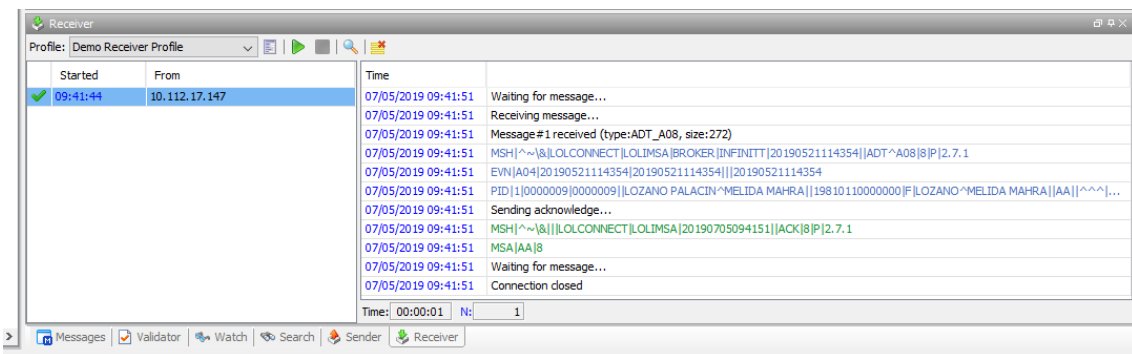 Receiver
Profile: Demo Receiver Profile
Started From
09:41:44 10.112.17.147
Time
07/05/2019 09:41:51 Waiting for message...
07/05/2019 09:41:51 Receiving message...
07/05/2019 09:41:51 Message #1 received (type:ADT_A08, size:272)
07/05/2019 09:41:51 MSH|^~\&|LOLCONNECT|LOLIMSA|BROKER|INFINITT|20190521114354||ADT^A08|8|P|2.7.1
07/05/2019 09:41:51 EVN|A04|20190521114354|20190521114354|||20190521114354
07/05/2019 09:41:51 PID|1|0000009|0000009||LOZANO PALACIN^MELIDA MAHRA||19810110000000|F|LOZANO^MELIDA MAHRA||AA||^^^|...
07/05/2019 09:41:51 Sending acknowledge...
07/05/2019 09:41:51 MSH|^~\&|||LOLCONNECT|LOLIMSA|20190705094151||ACK|8|P|2.7.1
07/05/2019 09:41:51 MSA|AA|8
07/05/2019 09:41:51 Waiting for message...
07/05/2019 09:41:51 Connection closed
Time: 00:00:01 N: 1
Messages Validator Watch Search Sender Receiver